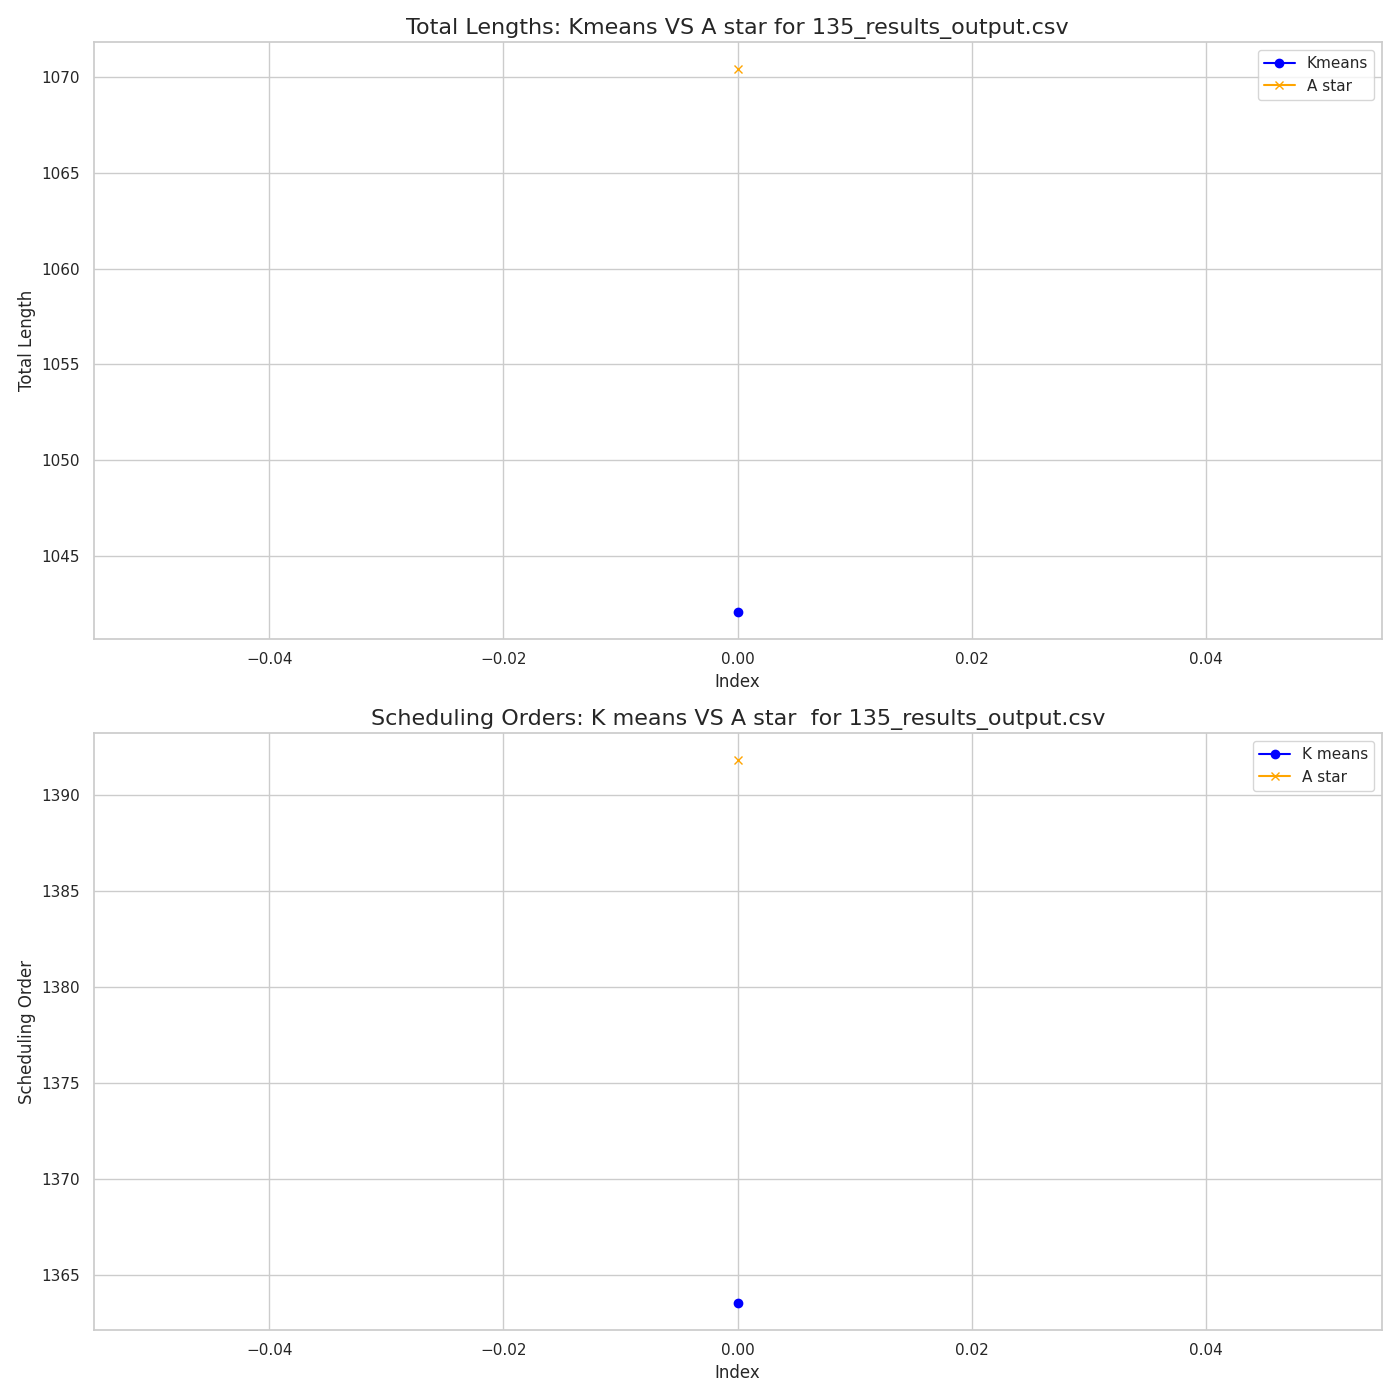 Total Lengths: Kmeans VS A star for 135_results_output.csv
Kmeans
A star
1070
1065
1060
1055
1050
1045
Total Length
−0.04
−0.02
0.00
0.02
0.04
Index
Scheduling Orders: K means VS A star  for 135_results_output.csv
K means
A star
1390
1385
1380
1375
1370
1365
Scheduling Order
−0.04
−0.02
0.00
0.02
0.04
Index